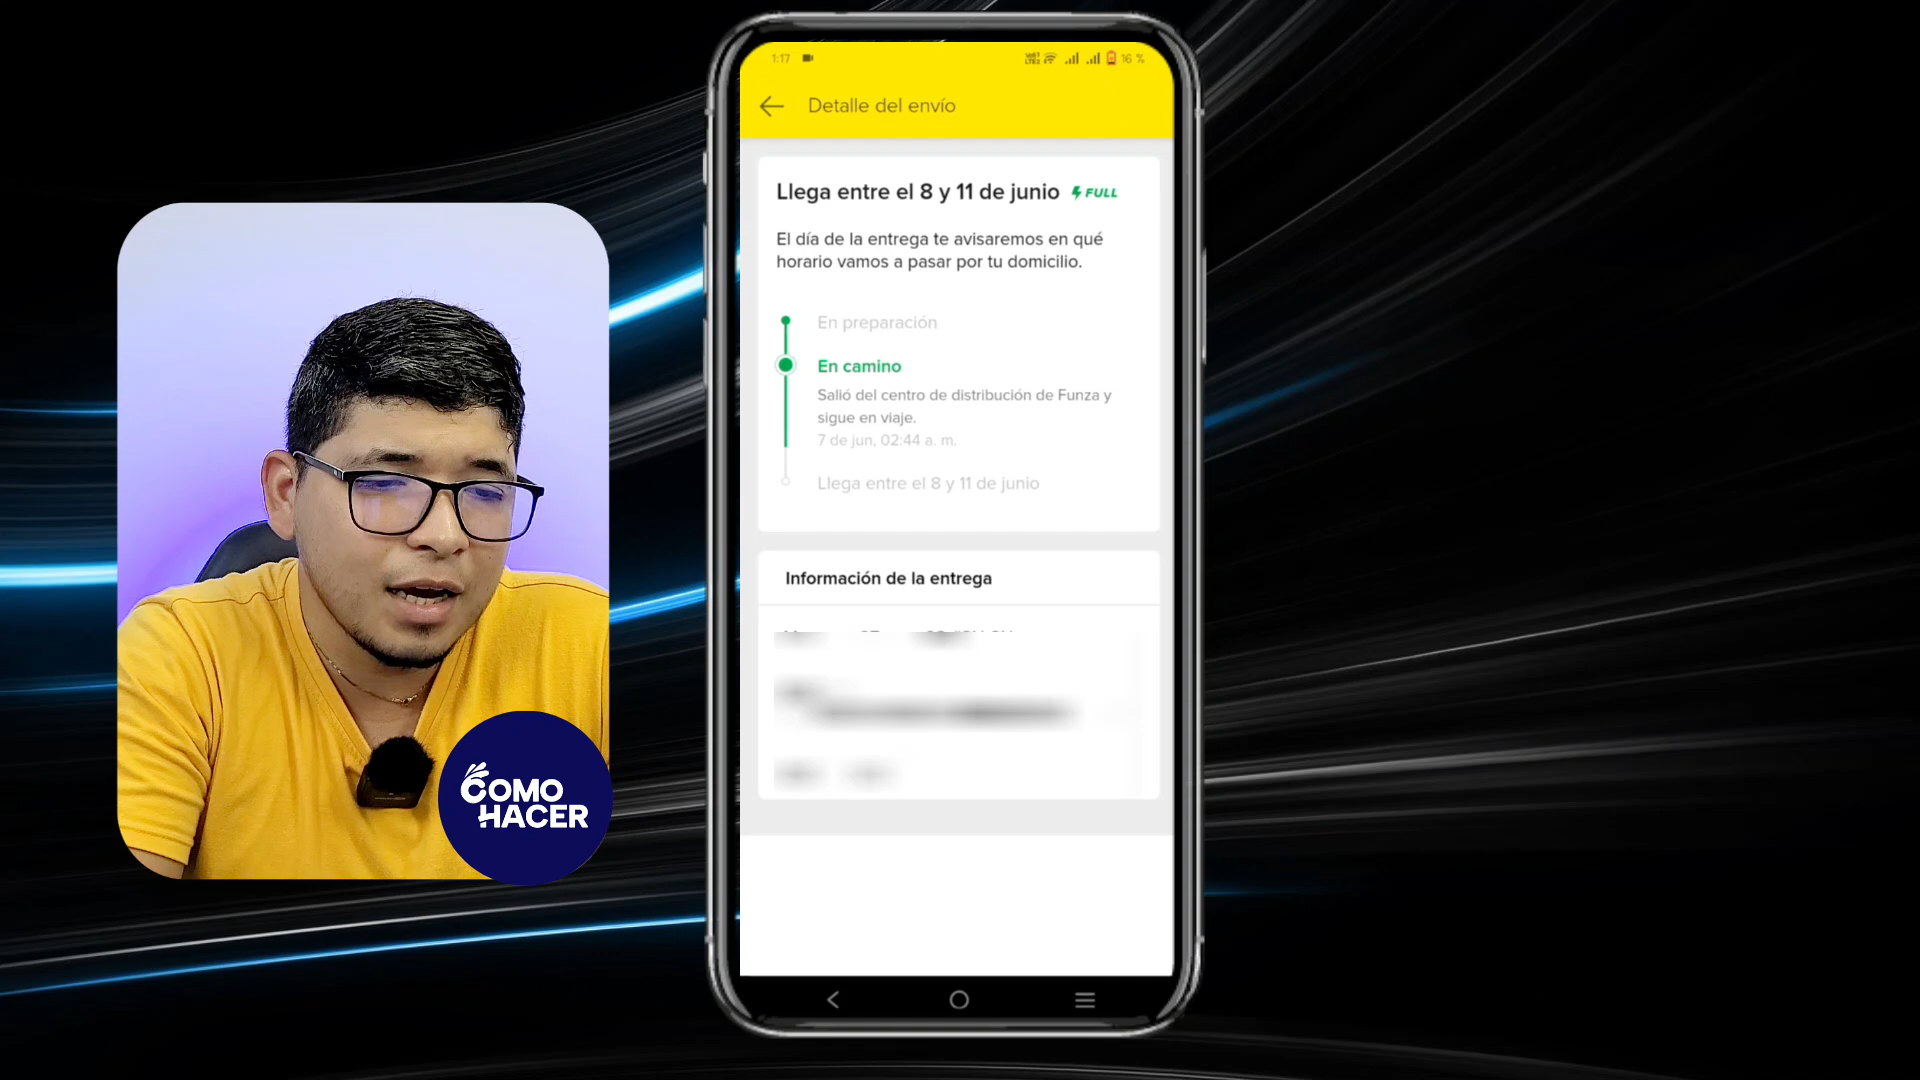 1:17
16 %
Detalle del envío
Llega entre el 8 y 11 de junio FULL
El día de la entrega te avisaremos en qué
horario vamos a pasar por tu domicilio.
En preparación
En camino
Salió del centro de distribución de Funza y
sigue en viaje.
7 de jun, 02:44 a. m.
Llega entre el 8 y 11 de junio
Información de la entrega
COMO
HACER